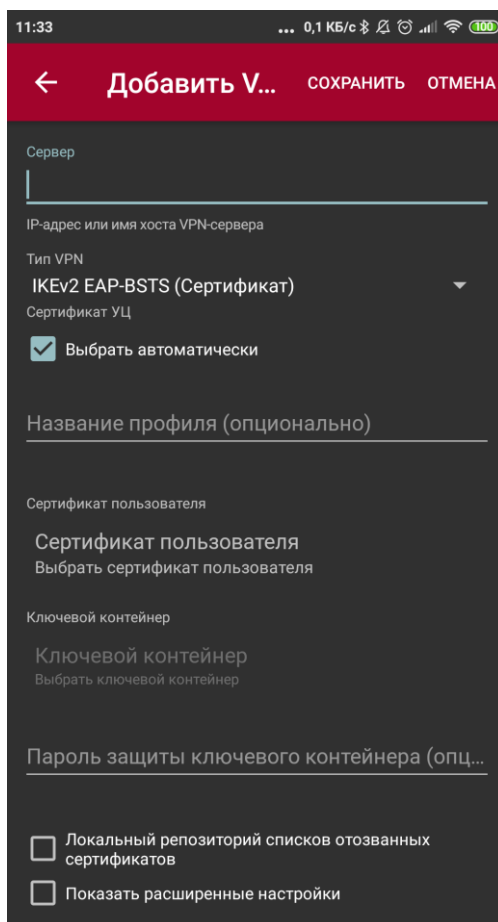 11:33 ... 0,1 КБ/с 100
Добавить V... СОХРАНИТЬ ОТМЕНА
Сервер
IP-адрес или имя хоста VPN-сервера
Тип VPN
IKEv2 EAP-BSTS (Сертификат)
Сертификат УЦ
Выбрать автоматически
Название профиля (опционально)
Сертификат пользователя
Сертификат пользователя
Выбрать сертификат пользователя
Ключевой контейнер
Ключевой контейнер
Выбрать ключевой контейнер
Пароль защиты ключевого контейнера (опц...
Локальный репозиторий списков отозванных
сертификатов
Показать расширенные настройки